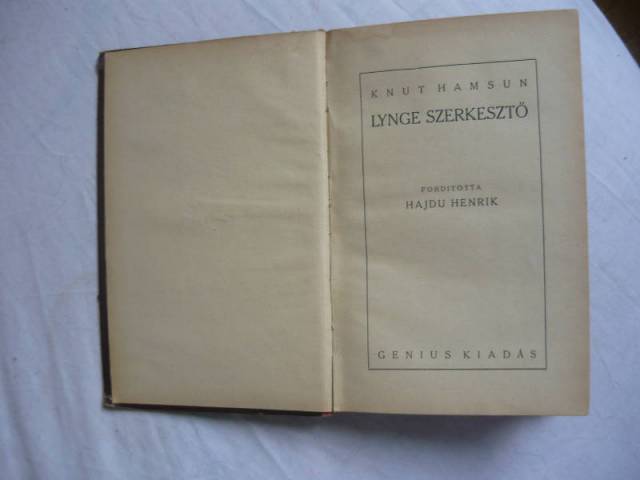 KNUT HAMSUN
LYNGE SZERKESZTŐ
FORDITOTTA
HAJDU HENRIK
GENIUS KIADÁS